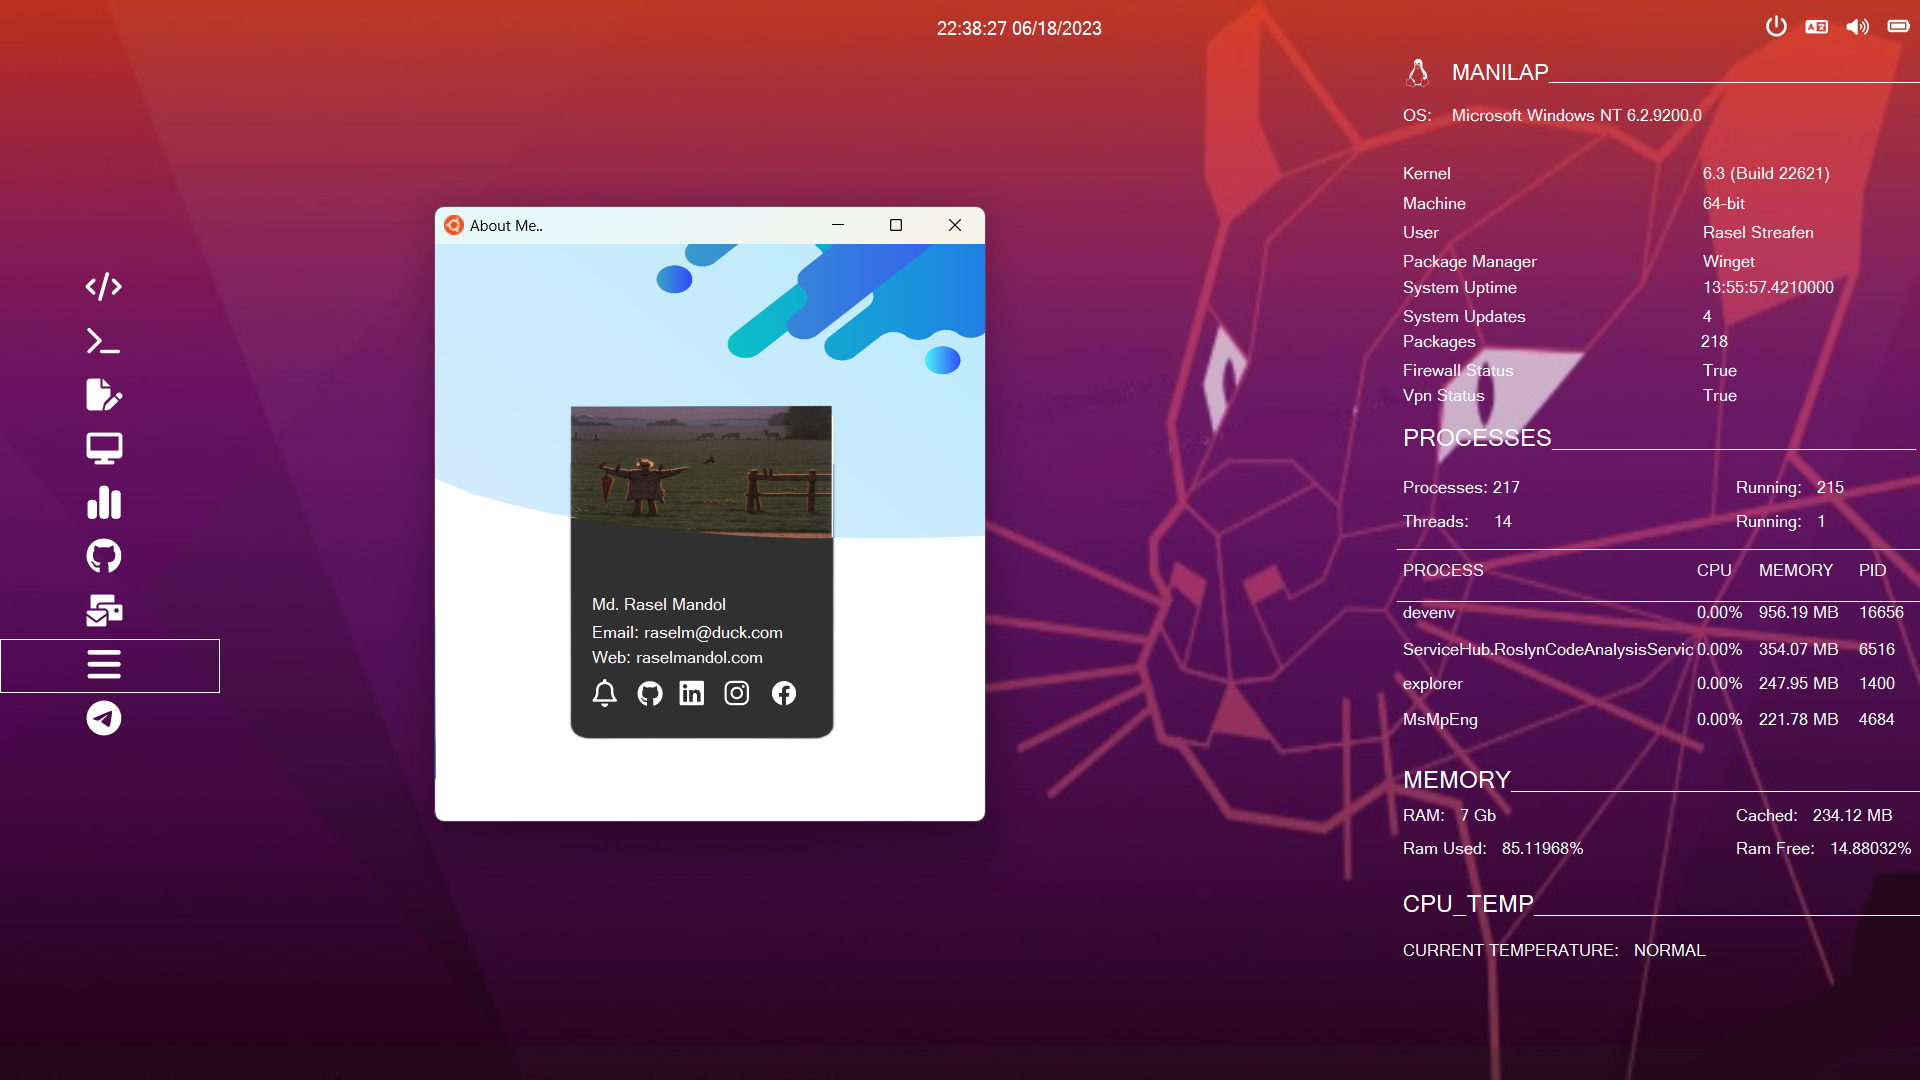 22:38:27 06/18/2023
MANILAP
OS: Microsoft Windows NT 6.2.9200.0
Kernel 6.3 (Build 22621)
Machine 64-bit
User Rasel Streafen
Package Manager Winget
System Uptime 13:55:57.4210000
System Updates 4
Packages 218
Firewall Status True
Vpn Status True
PROCESSES
Processes: 217 Running: 215
Threads: 14 Running: 1
PROCESS CPU MEMORY PID
devenv 0.00% 956.19 MB 16656
ServiceHub.RoslynCodeAnalysisServic 0.00% 354.07 MB 6516
explorer 0.00% 247.95 MB 1400
MsMpEng 0.00% 221.78 MB 4684
MEMORY
RAM: 7 Gb Cached: 234.12 MB
Ram Used: 85.11968% Ram Free: 14.88032%
CPU_TEMP
CURRENT TEMPERATURE: NORMAL
About Me..
Md. Rasel Mandol
Email: raselm@duck.com
Web: raselmandol.com